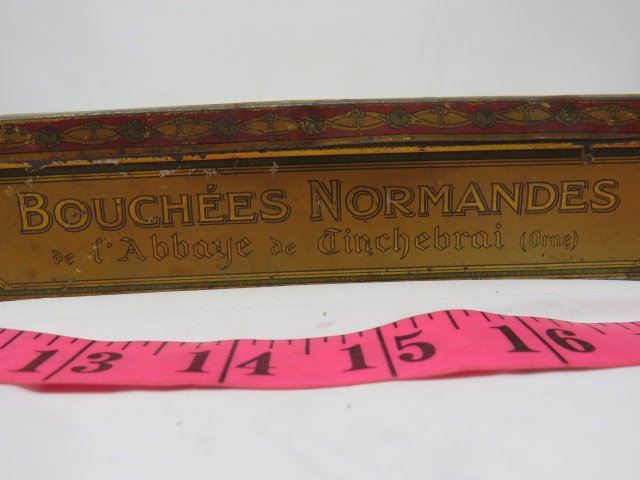 BOUCHÉES NORMANDES
de l'Abbaye de Tinchebrai (Orne)
13 14 15 16